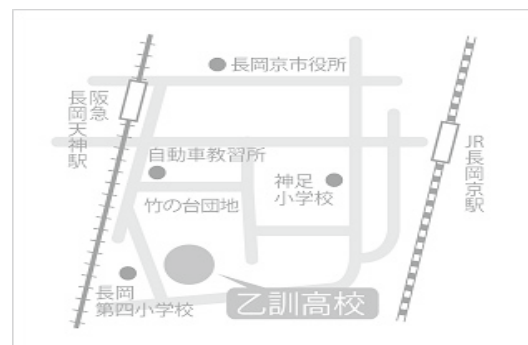 長岡京市役所
阪急
長岡天神駅
自動車教習所
JR長岡京駅
神足
小学校
竹の台団地
長岡
第四小学校
乙訓高校